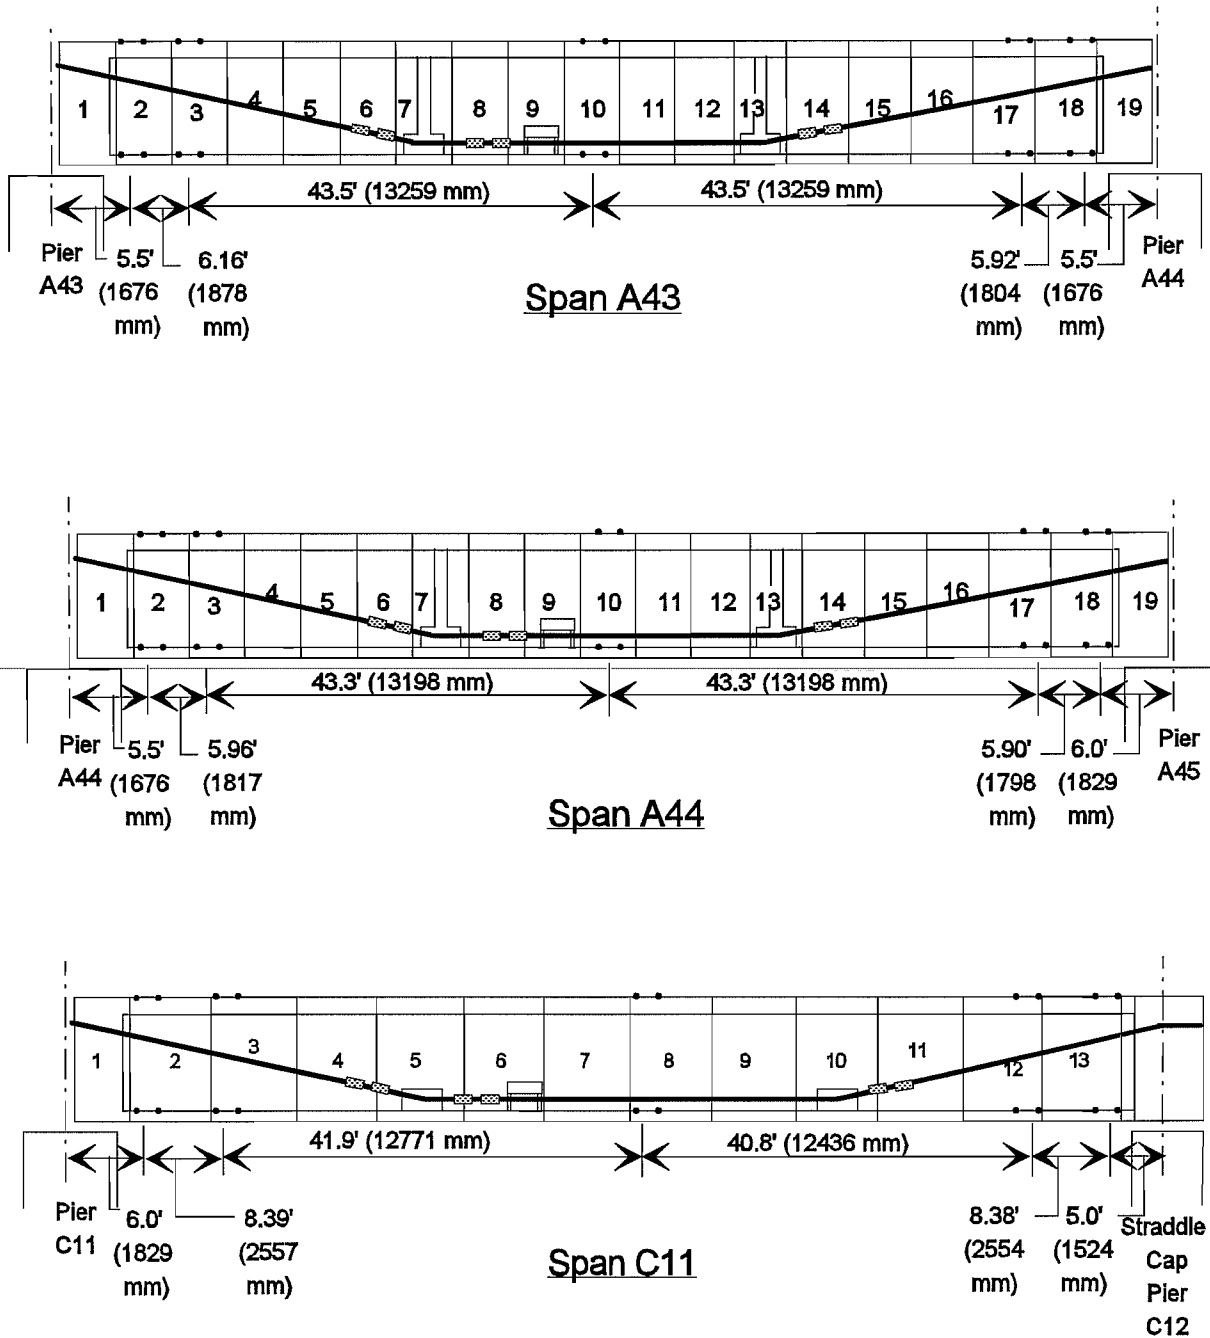 1 2 3 4 5 6 7 8 9 10 11 12 13 14 15 16 17 18 19
43.5' (13259 mm) 43.5' (13259 mm)
Pier
A43
5.5'
(1676
mm)
6.16'
(1878
mm)
Span A43
5.92'
(1804
mm)
5.5'
(1676
mm)
Pier
A44
1 2 3 4 5 6 7 8 9 10 11 12 13 14 15 16 17 18 19
43.3' (13198 mm) 43.3' (13198 mm)
Pier
A44
5.5'
(1676
mm)
5.96'
(1817
mm)
Span A44
5.90'
(1798
mm)
6.0'
(1829
mm)
Pier
A45
1 2 3 4 5 6 7 8 9 10 11 12 13
41.9' (12771 mm) 40.8' (12436 mm)
Pier
C11
6.0'
(1829
mm)
8.39'
(2557
mm)
Span C11
8.38'
(2554
mm)
5.0'
(1524
mm)
Straddle
Cap
Pier
C12